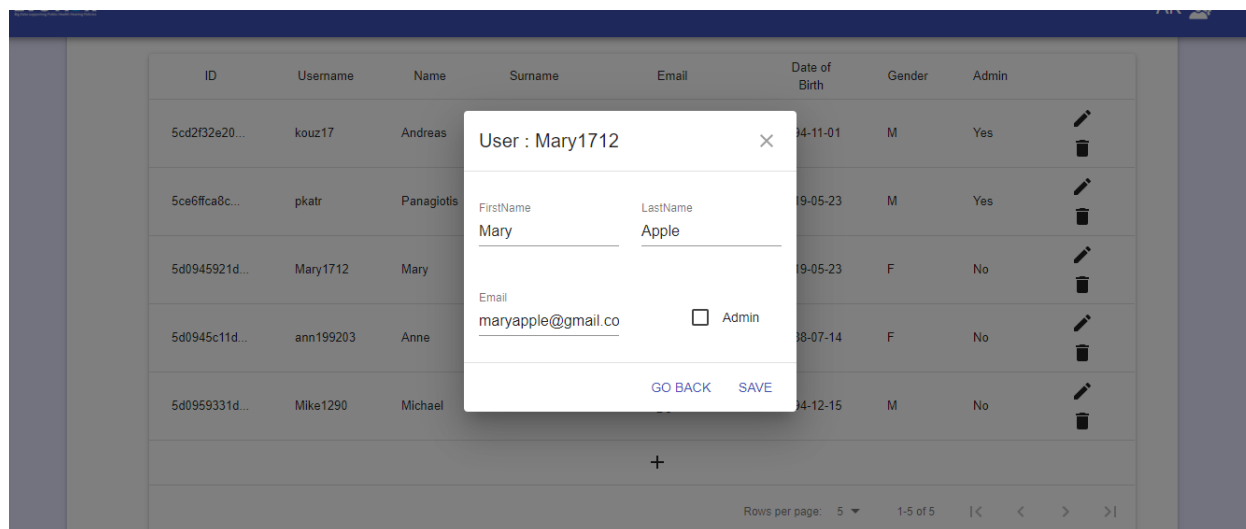 ID Username Name Surname Email Date of Birth Gender Admin
5cd2f32e20... kouz17 Andreas 94-11-01 M Yes
User : Mary1712
5ce6ffca8c... pkatr Panagiotis 19-05-23 M Yes
FirstName LastName
Mary Apple
5d0945921d... Mary1712 Mary 19-05-23 F No
Email
maryapple@gmail.co Admin
5d0945c11d... ann199203 Anne 38-07-14 F No
GO BACK SAVE
5d0959331d... Mike1290 Michael 94-12-15 M No
+
Rows per page: 5 1-5 of 5